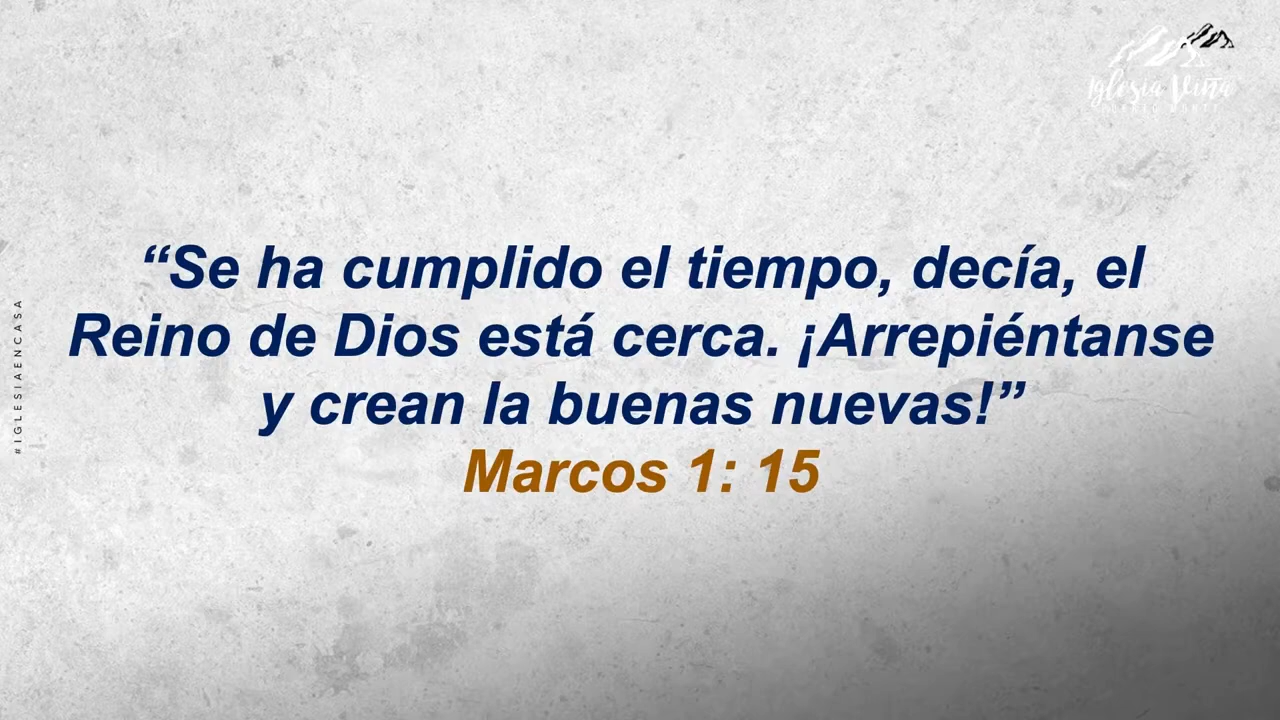 Iglesia Viña
#IGLESIAENCASA
“Se ha cumplido el tiempo, decía, el
Reino de Dios está cerca. ¡Arrepiéntanse
y crean la buenas nuevas!”
Marcos 1: 15